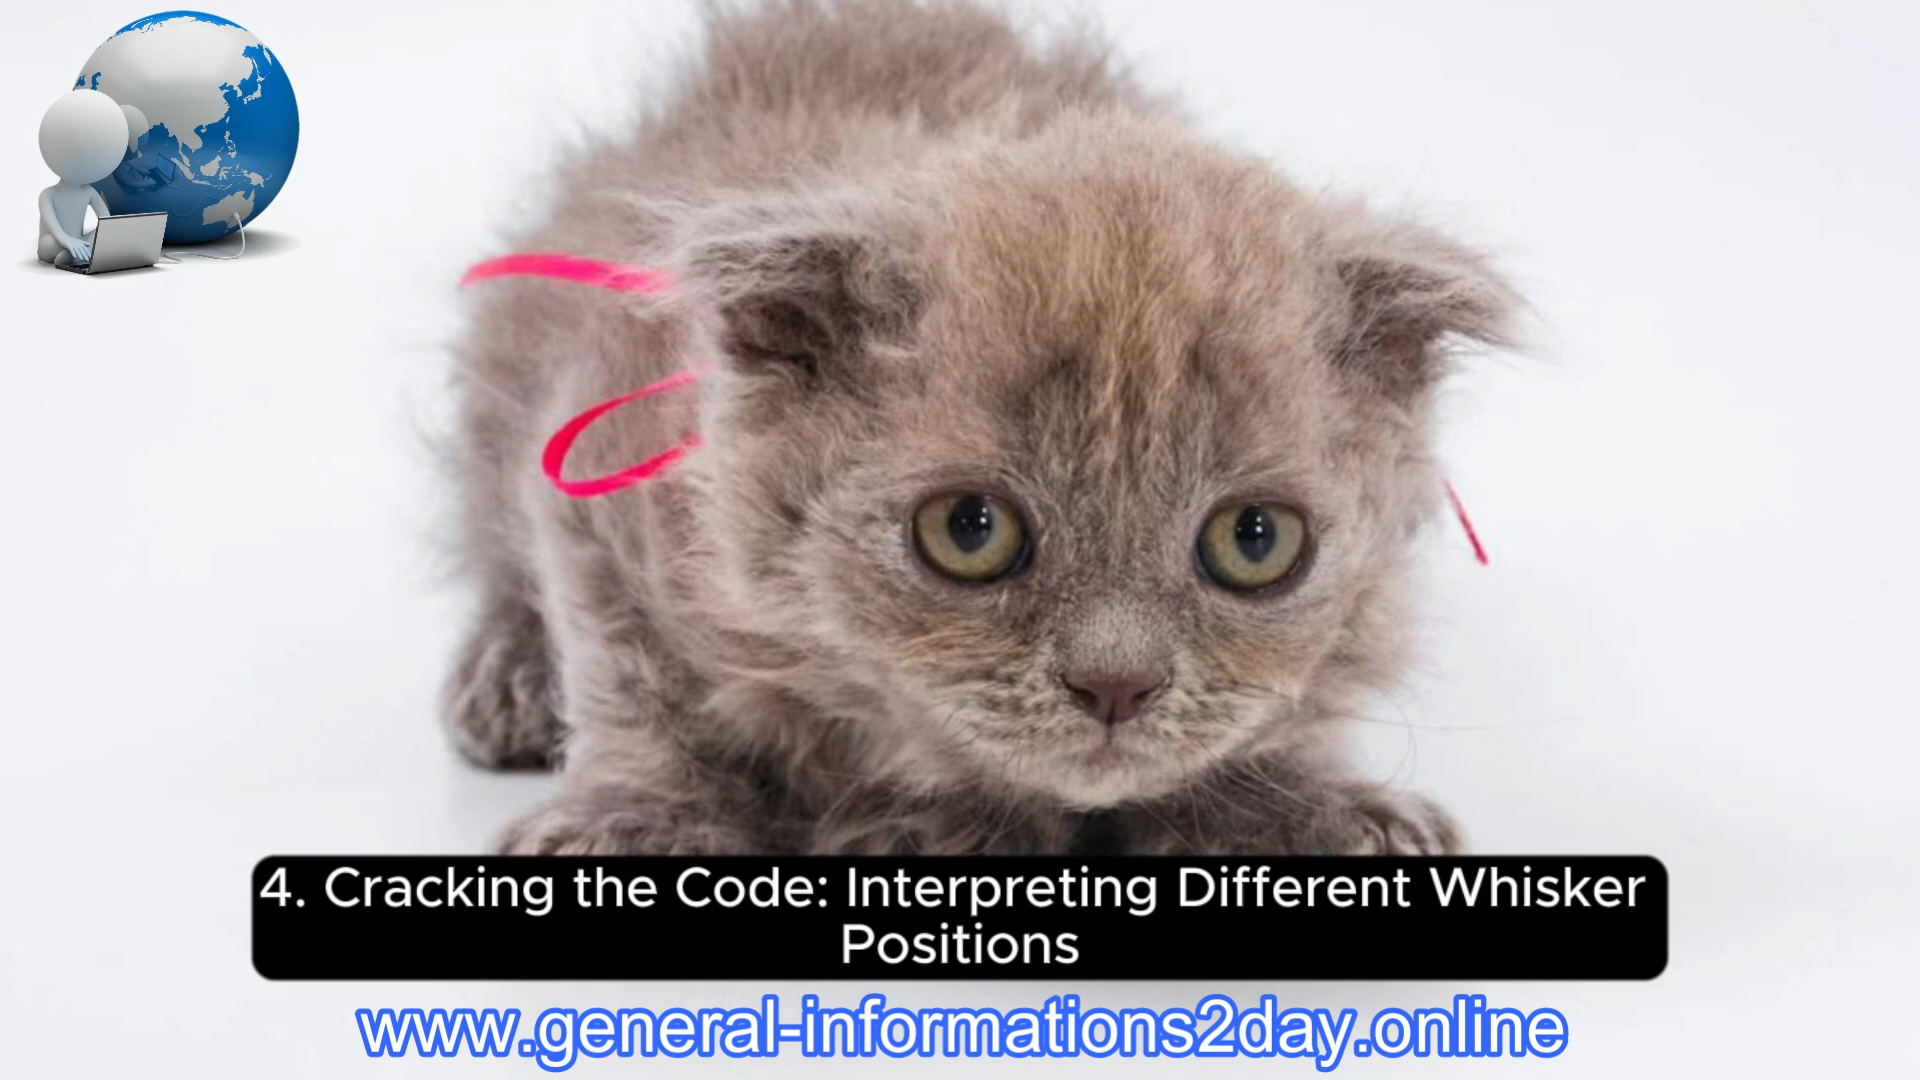 4. Cracking the Code: Interpreting Different Whisker
Positions
www.general-informations2day.online